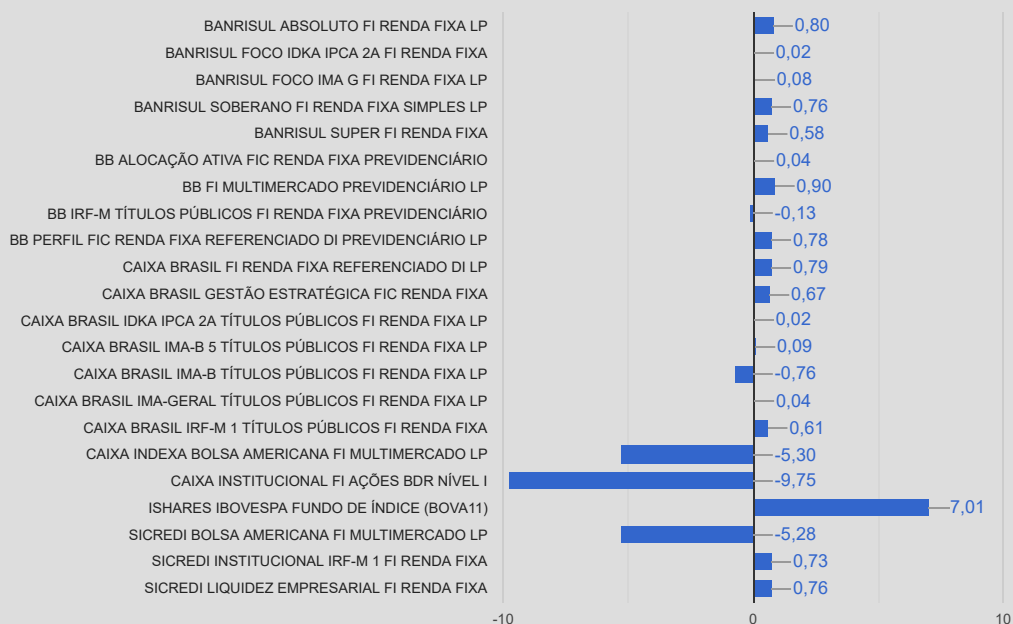 BANRISUL ABSOLUTO FI RENDA FIXA LP 0,80
BANRISUL FOCO IDKA IPCA 2A FI RENDA FIXA 0,02
BANRISUL FOCO IMA G FI RENDA FIXA LP 0,08
BANRISUL SOBERANO FI RENDA FIXA SIMPLES LP 0,76
BANRISUL SUPER FI RENDA FIXA 0,58
BB ALOCAÇÃO ATIVA FIC RENDA FIXA PREVIDENCIÁRIO 0,04
BB FI MULTIMERCADO PREVIDENCIÁRIO LP 0,90
BB IRF-M TÍTULOS PÚBLICOS FI RENDA FIXA PREVIDENCIÁRIO -0,13
BB PERFIL FIC RENDA FIXA REFERENCIADO DI PREVIDENCIÁRIO LP 0,78
CAIXA BRASIL FI RENDA FIXA REFERENCIADO DI LP 0,79
CAIXA BRASIL GESTÃO ESTRATÉGICA FIC RENDA FIXA 0,67
CAIXA BRASIL IDKA IPCA 2A TÍTULOS PÚBLICOS FI RENDA FIXA LP 0,02
CAIXA BRASIL IMA-B 5 TÍTULOS PÚBLICOS FI RENDA FIXA LP 0,09
CAIXA BRASIL IMA-B TÍTULOS PÚBLICOS FI RENDA FIXA LP -0,76
CAIXA BRASIL IMA-GERAL TÍTULOS PÚBLICOS FI RENDA FIXA LP 0,04
CAIXA BRASIL IRF-M 1 TÍTULOS PÚBLICOS FI RENDA FIXA 0,61
CAIXA INDEXA BOLSA AMERICANA FI MULTIMERCADO LP -5,30
CAIXA INSTITUCIONAL FI AÇÕES BDR NÍVEL I -9,75
ISHARES IBOVESPA FUNDO DE ÍNDICE (BOVA11) 7,01
SICREDI BOLSA AMERICANA FI MULTIMERCADO LP -5,28
SICREDI INSTITUCIONAL IRF-M 1 FI RENDA FIXA 0,73
SICREDI LIQUIDEZ EMPRESARIAL FI RENDA FIXA 0,76
-10 0 10